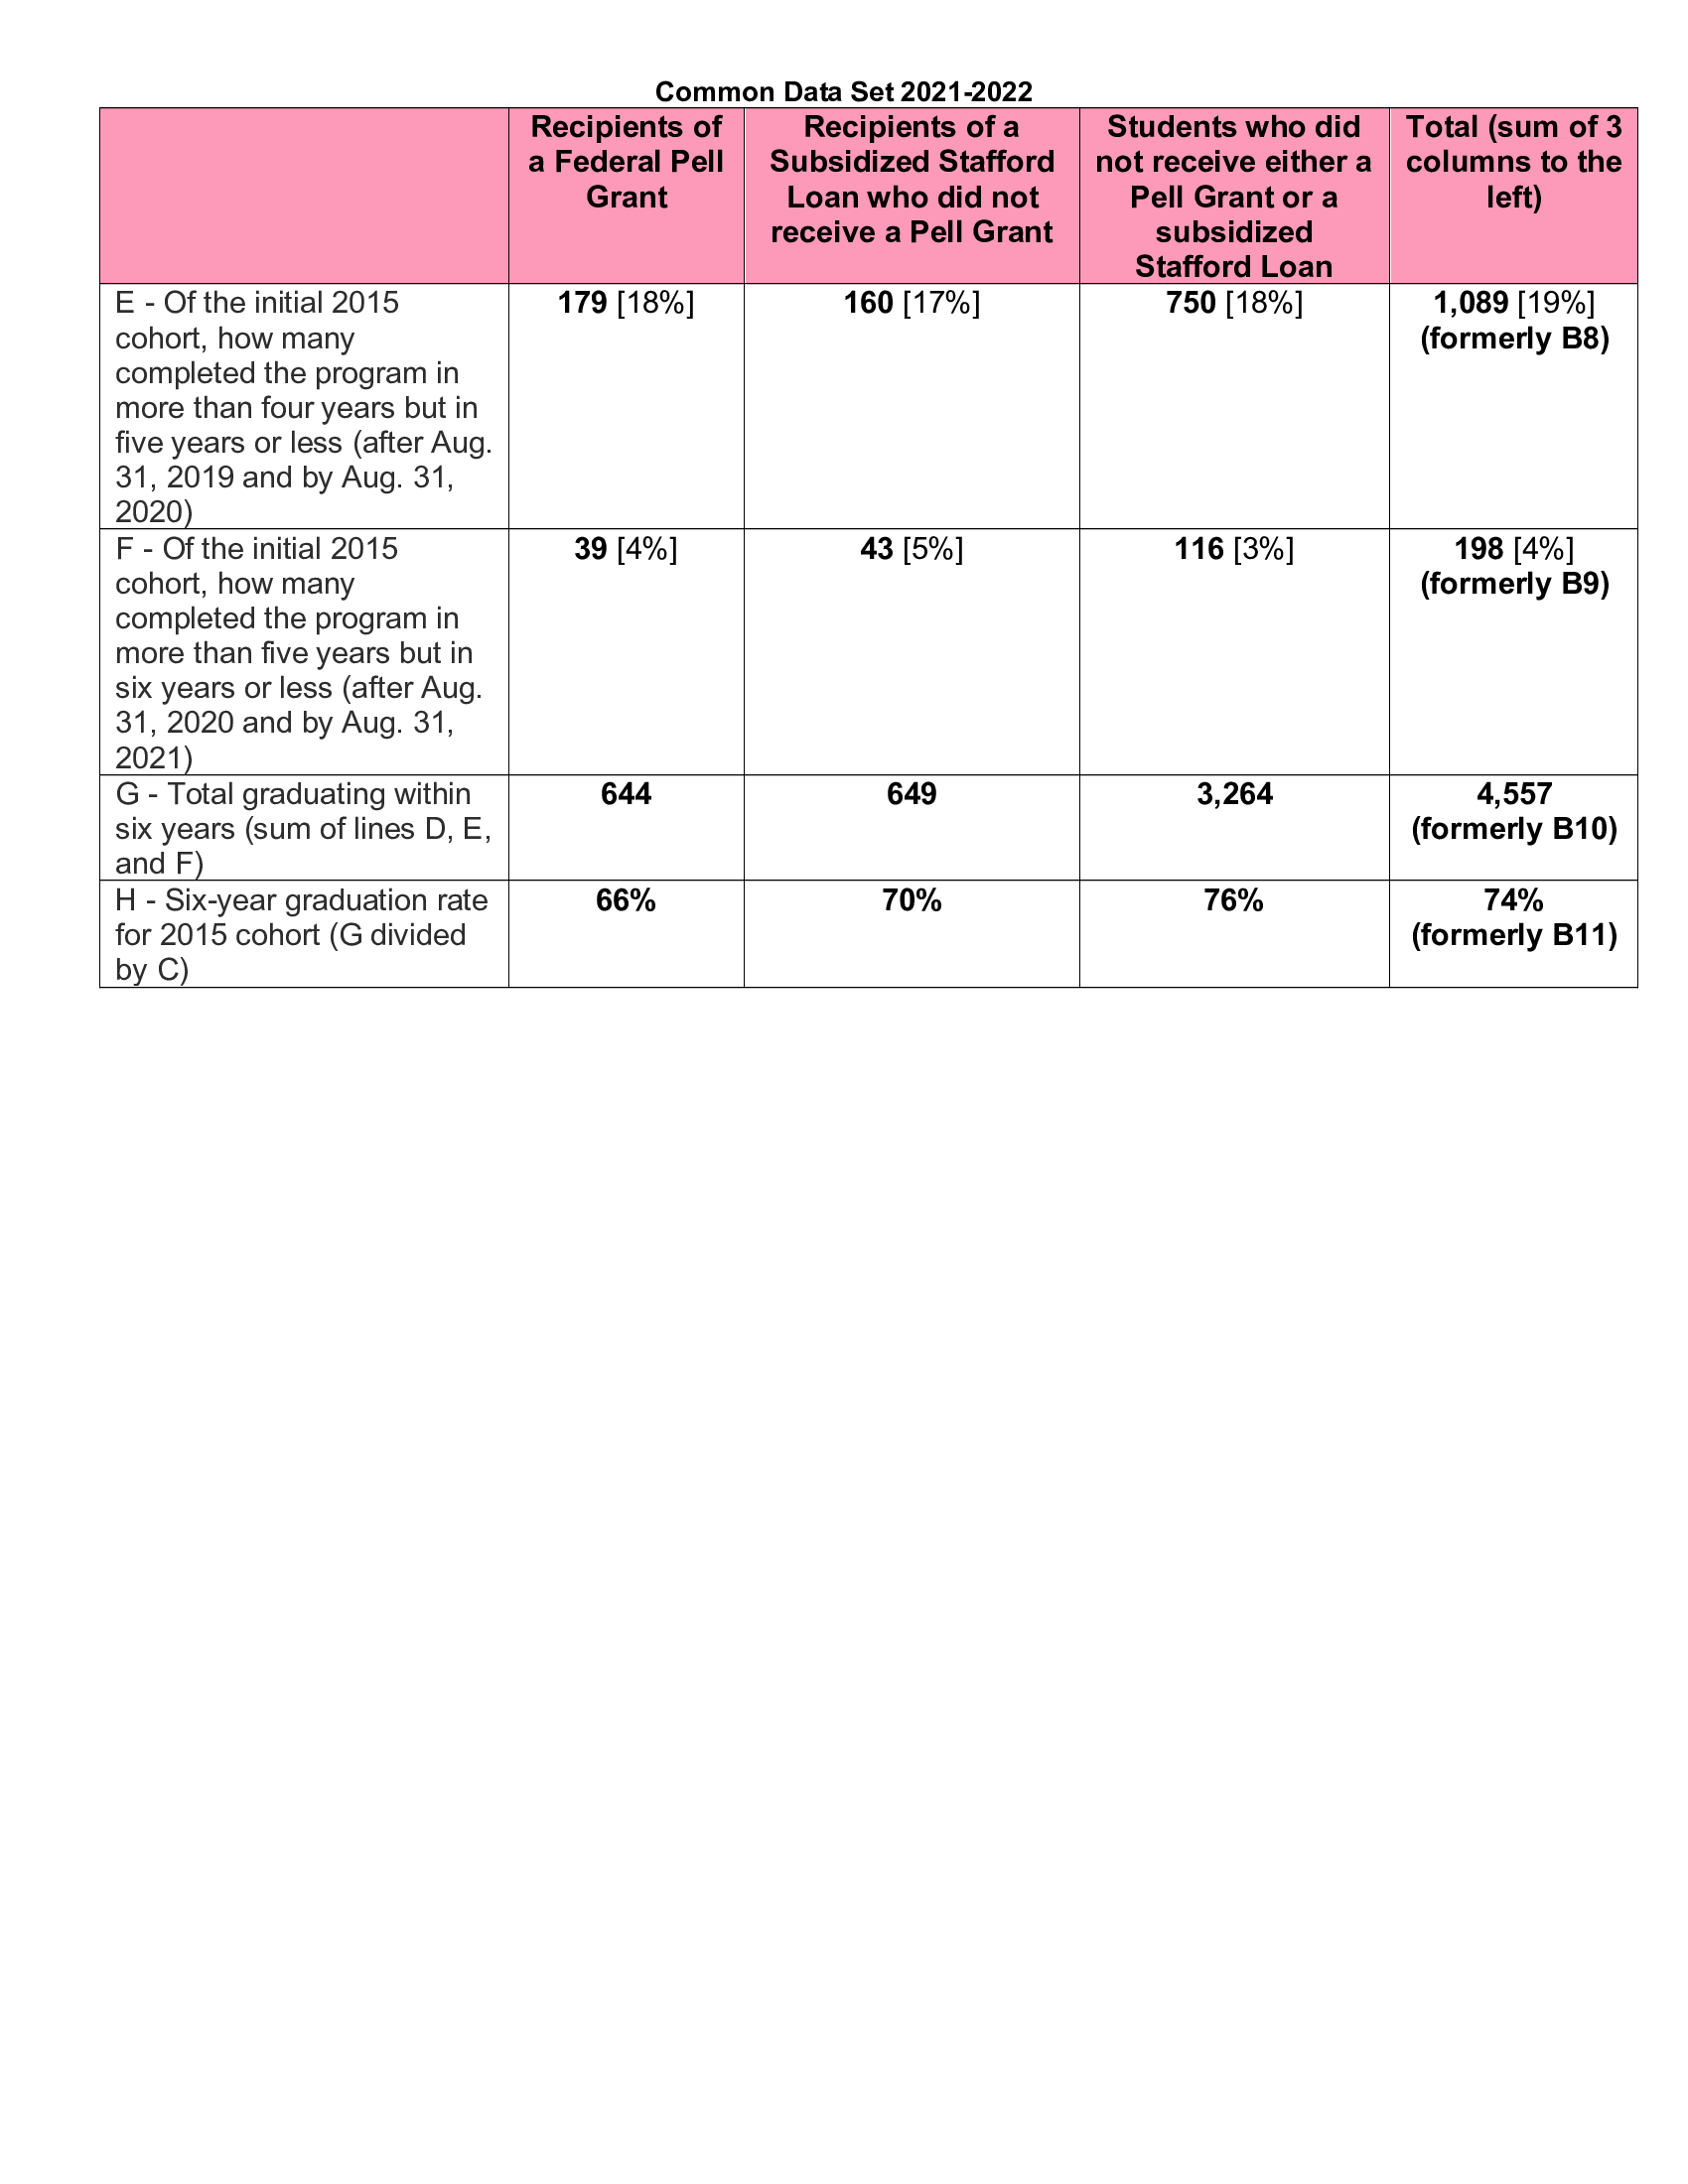 Common Data Set 2021-2022
Recipients of
a Federal Pell
Grant
Recipients of a
Subsidized Stafford
Loan who did not
receive a Pell Grant
Students who did
not receive either a
Pell Grant or a
subsidized
Stafford Loan
Total (sum of 3
columns to the
left)
E - Of the initial 2015
cohort, how many
completed the program in
more than four years but in
five years or less (after Aug.
31, 2019 and by Aug. 31,
2020)
179 [18%]
160 [17%]
750 [18%]
1,089 [19%]
(formerly B8)
F - Of the initial 2015
cohort, how many
completed the program in
more than five years but in
six years or less (after Aug.
31, 2020 and by Aug. 31,
2021)
39 [4%]
43 [5%]
116 [3%]
198 [4%]
(formerly B9)
G - Total graduating within
six years (sum of lines D, E,
and F)
644
649
3,264
4,557
(formerly B10)
H - Six-year graduation rate
for 2015 cohort (G divided
by C)
66%
70%
76%
74%
(formerly B11)